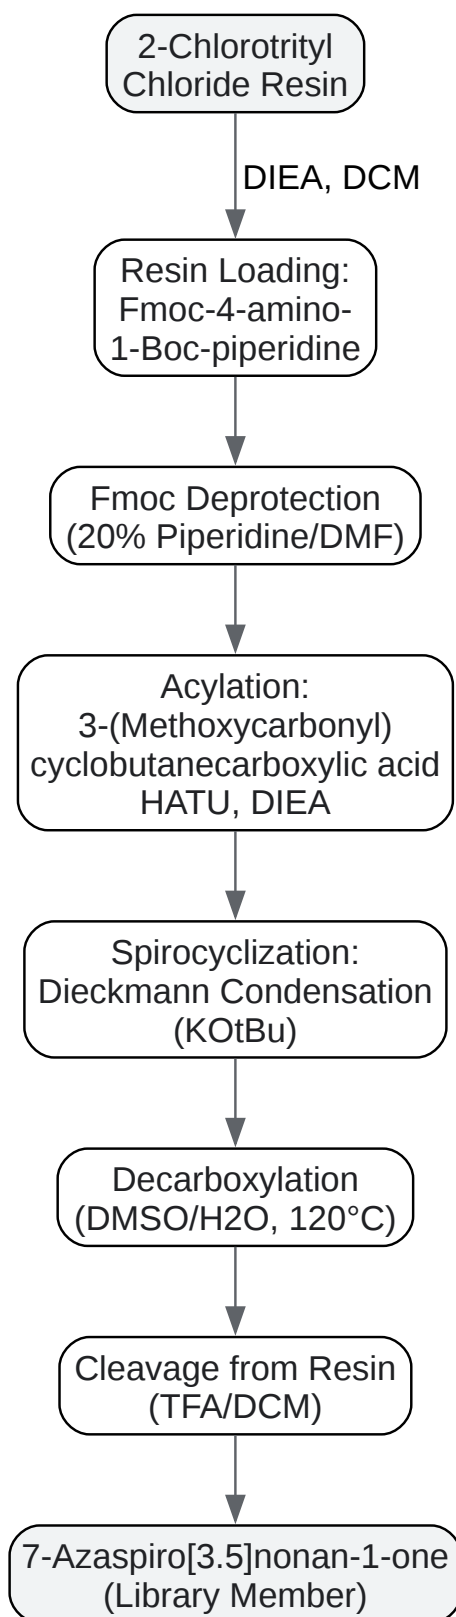 2-Chlorotrityl
Chloride Resin
DIEA, DCM
Resin Loading:
Fmoc-4-amino-
1-Boc-piperidine
Fmoc Deprotection
(20% Piperidine/DMF)
Acylation:
3-(Methoxycarbonyl)
cyclobutanecarboxylic acid
HATU, DIEA
Spirocyclization:
Dieckmann Condensation
(KOtBu)
Decarboxylation
(DMSO/H2O, 120°C)
Cleavage from Resin
(TFA/DCM)
7-Azaspiro[3.5]nonan-1-one
(Library Member)